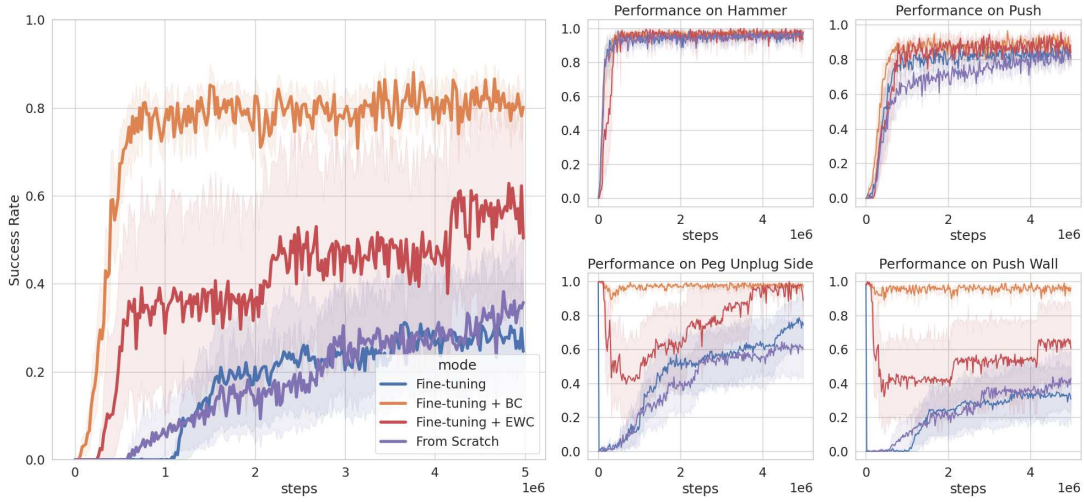 Success Rate
1.0
0.8
0.6
0.4
0.2
0.0
0 1 2 3 4 5
steps 1e6
mode
Fine-tuning
Fine-tuning + BC
Fine-tuning + EWC
From Scratch
Performance on Hammer
1.0
0.8
0.6
0.4
0.2
0.0
0 2 4
steps 1e6
Performance on Push
1.0
0.8
0.6
0.4
0.2
0.0
0 2 4
steps 1e6
Performance on Peg Unplug Side
1.0
0.8
0.6
0.4
0.2
0.0
0 2 4
steps 1e6
Performance on Push Wall
1.0
0.8
0.6
0.4
0.2
0.0
0 2 4
steps 1e6